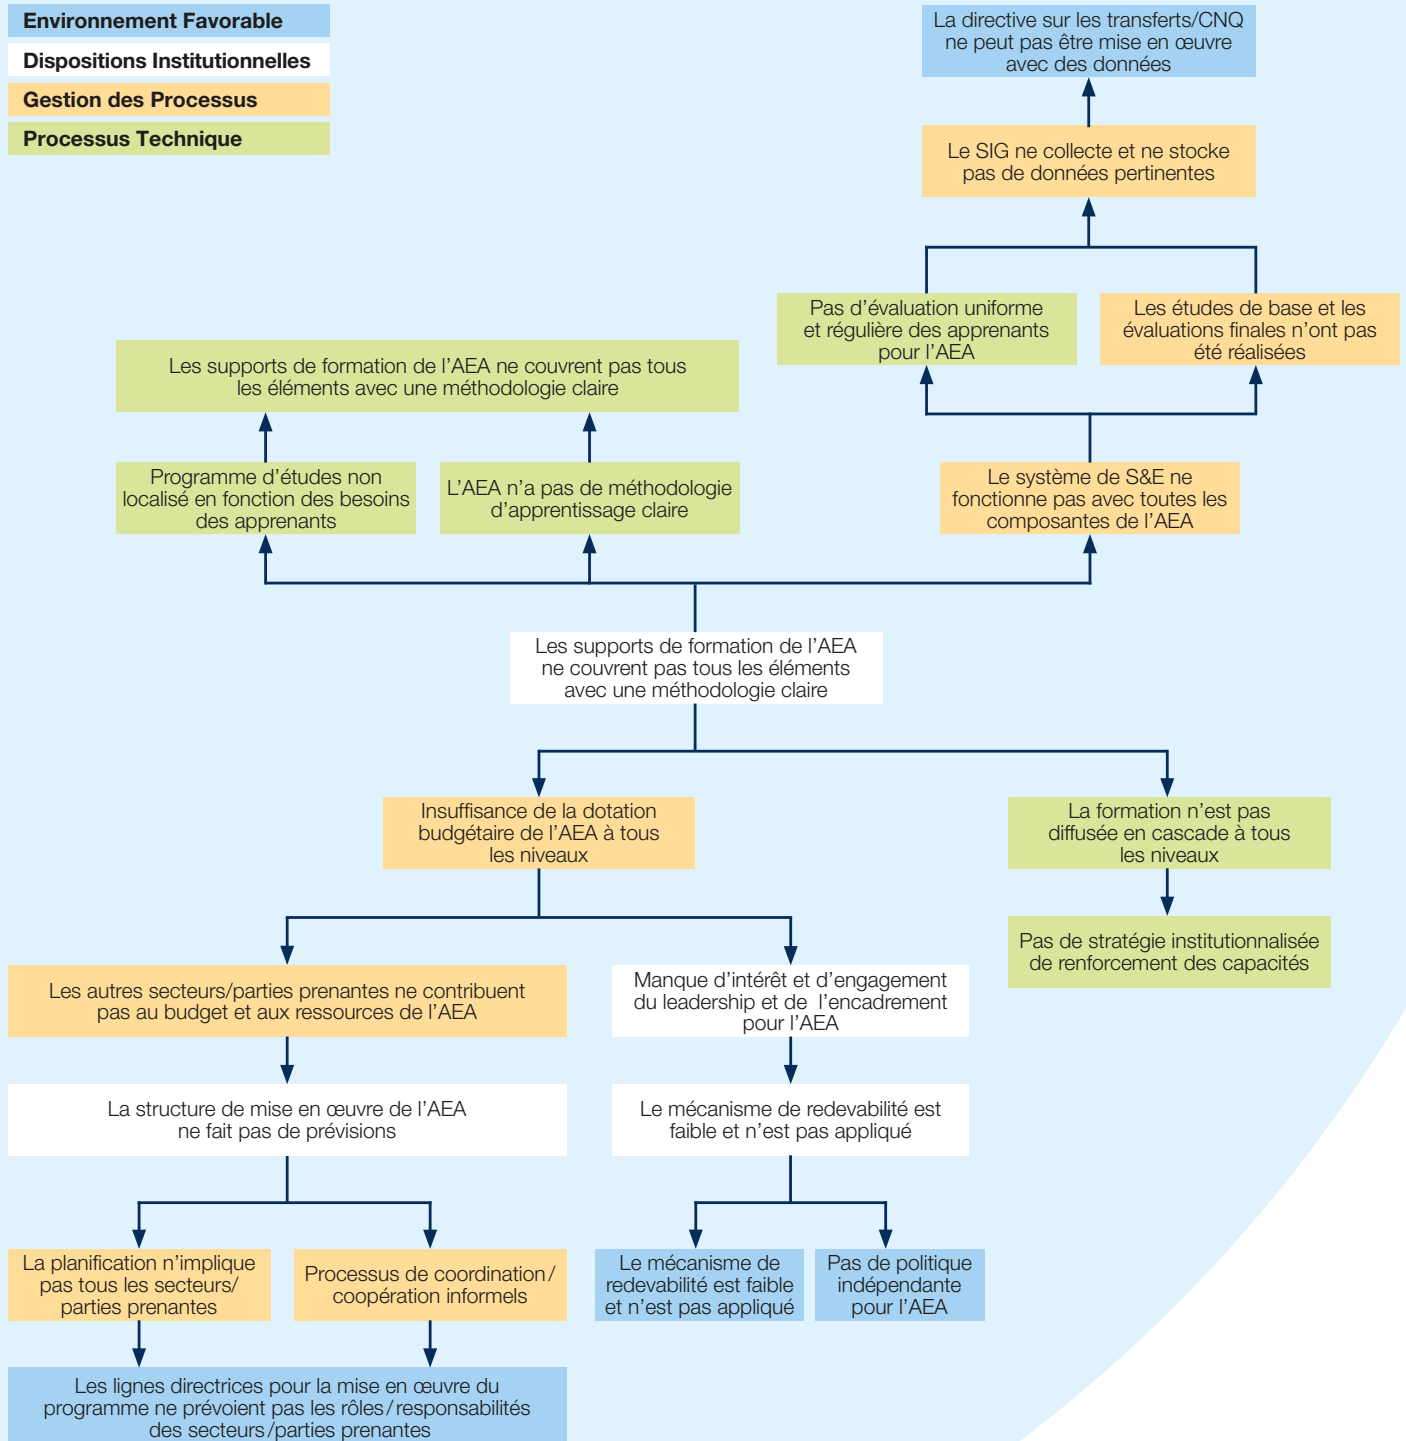 Environnement Favorable
Dispositions Institutionnelles
Gestion des Processus
Processus Technique
La directive sur les transferts/CNQ
ne peut pas être mise en œuvre
avec des données
Le SIG ne collecte et ne stocke
pas de données pertinentes
Pas d’évaluation uniforme
et régulière des apprenants
pour l’AEA
Les études de base et les
évaluations finales n’ont pas
été réalisées
Les supports de formation de l’AEA ne couvrent pas tous
les éléments avec une méthodologie claire
Programme d’études non
localisé en fonction des besoins
des apprenants
L’AEA n’a pas de méthodologie
d’apprentissage claire
Le système de S&E ne
fonctionne pas avec toutes les
composantes de l’AEA
Les supports de formation de l’AEA
ne couvrent pas tous les éléments
avec une méthodologie claire
Insuffisance de la dotation
budgétaire de l’AEA à tous
les niveaux
La formation n’est pas
diffusée en cascade à tous
les niveaux
Pas de stratégie institutionnalisée
de renforcement des capacités
Les autres secteurs/parties prenantes ne contribuent
pas au budget et aux ressources de l’AEA
Manque d’intérêt et d’engagement
du leadership et de l’encadrement
pour l’AEA
La structure de mise en œuvre de l’AEA
ne fait pas de prévisions
Le mécanisme de redevabilité est
faible et n’est pas appliqué
La planification n’implique
pas tous les secteurs/
parties prenantes
Processus de coordination/
coopération informels
Le mécanisme de
redevabilité est faible
et n’est pas appliqué
Pas de politique
indépendante
pour l’AEA
Les lignes directrices pour la mise en œuvre du
programme ne prévoient pas les rôles/responsabilités
des secteurs/parties prenantes